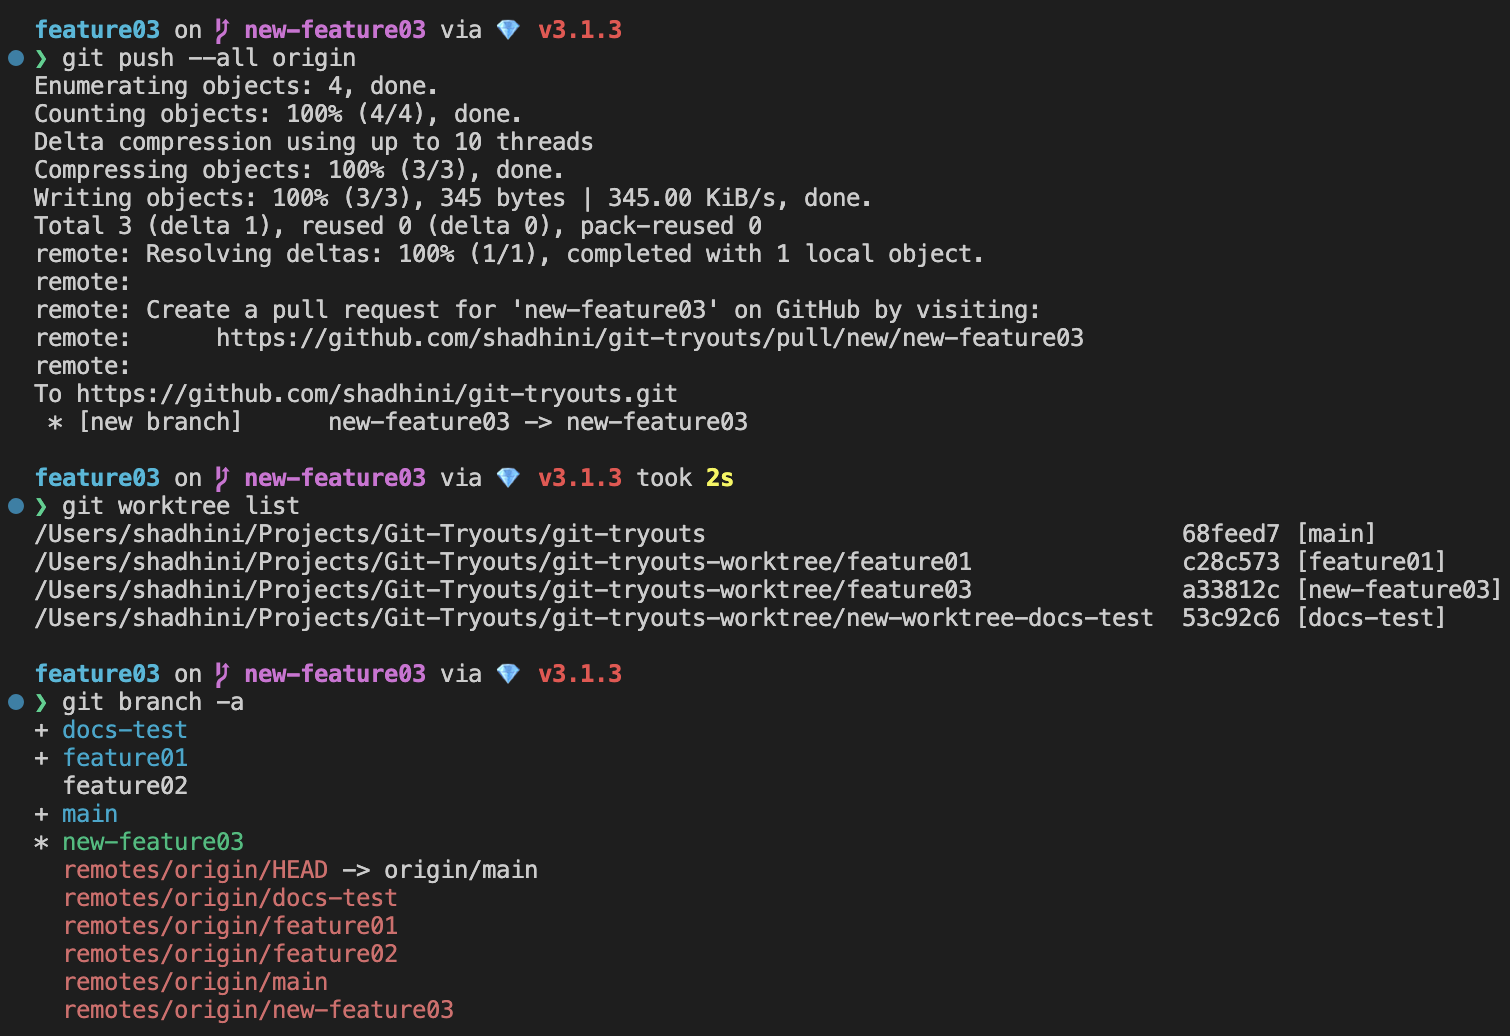 feature03 on new-feature03 via 💎 v3.1.3
❯ git push --all origin
Enumerating objects: 4, done.
Counting objects: 100% (4/4), done.
Delta compression using up to 10 threads
Compressing objects: 100% (3/3), done.
Writing objects: 100% (3/3), 345 bytes | 345.00 KiB/s, done.
Total 3 (delta 1), reused 0 (delta 0), pack-reused 0
remote: Resolving deltas: 100% (1/1), completed with 1 local object.
remote:
remote: Create a pull request for 'new-feature03' on GitHub by visiting:
remote:      https://github.com/shadhini/git-tryouts/pull/new/new-feature03
remote:
To https://github.com/shadhini/git-tryouts.git
 * [new branch]      new-feature03 -> new-feature03
feature03 on new-feature03 via 💎 v3.1.3 took 2s
❯ git worktree list
/Users/shadhini/Projects/Git-Tryouts/git-tryouts                                  68feed7 [main]
/Users/shadhini/Projects/Git-Tryouts/git-tryouts-worktree/feature01               c28c573 [feature01]
/Users/shadhini/Projects/Git-Tryouts/git-tryouts-worktree/feature03               a33812c [new-feature03]
/Users/shadhini/Projects/Git-Tryouts/git-tryouts-worktree/new-worktree-docs-test  53c92c6 [docs-test]
feature03 on new-feature03 via 💎 v3.1.3
❯ git branch -a
+ docs-test
+ feature01
  feature02
+ main
* new-feature03
  remotes/origin/HEAD -> origin/main
  remotes/origin/docs-test
  remotes/origin/feature01
  remotes/origin/feature02
  remotes/origin/main
  remotes/origin/new-feature03